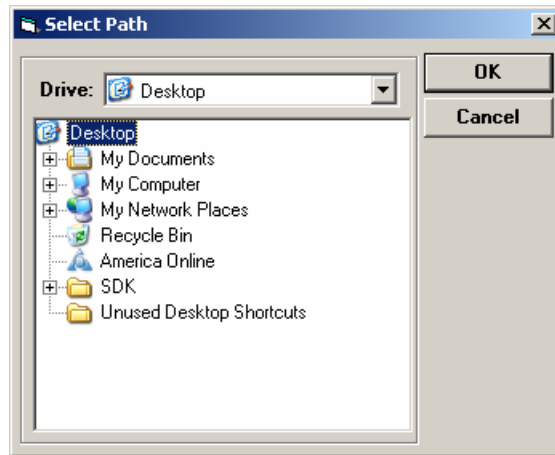 Select Path
Drive: Desktop
OK
Cancel
Desktop
My Documents
My Computer
My Network Places
Recycle Bin
America Online
SDK
Unused Desktop Shortcuts